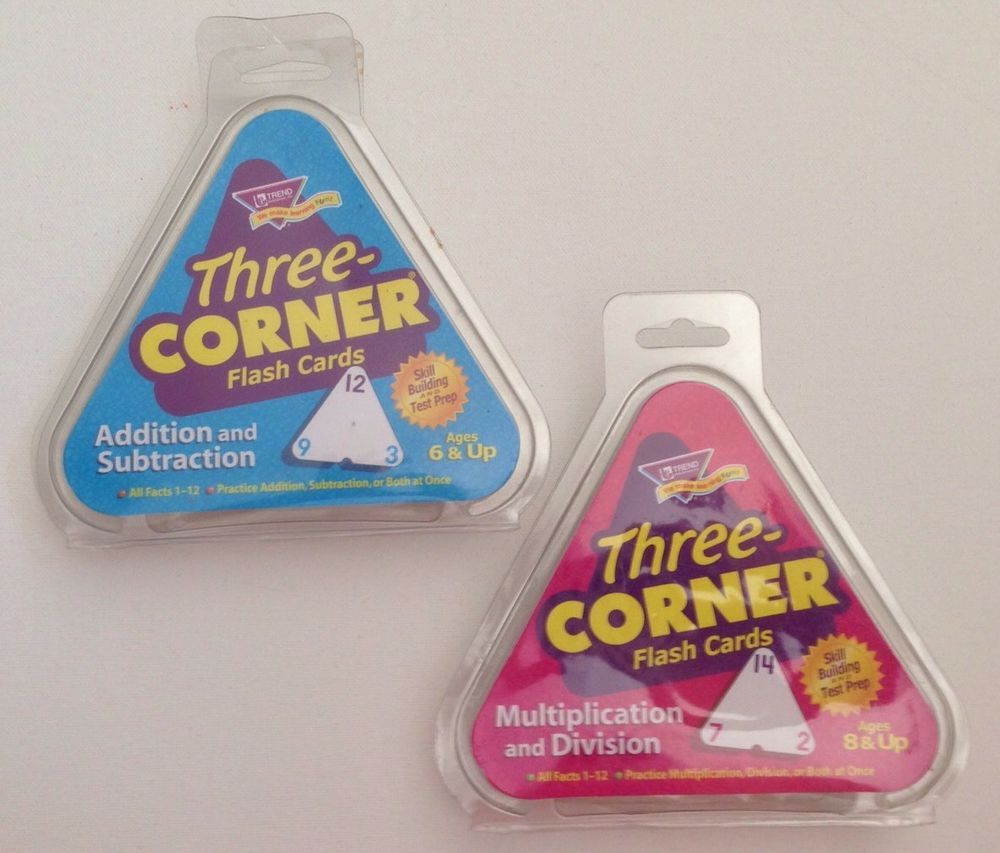 TREND
We make learning fun!
Three-
CORNER®
Flash Cards
12
9
3
Skill
Building
AND
Test Prep
Addition and
Subtraction
Ages
6 & Up
All Facts 1-12 Practice Addition, Subtraction, or Both at Once
TREND
We make learning fun!
Three-
CORNER®
Flash Cards
14
7
2
Skill
Building
AND
Test Prep
Multiplication
and Division
Ages
8 & Up
All Facts 1-12 Practice Multiplication, Division, or Both at Once